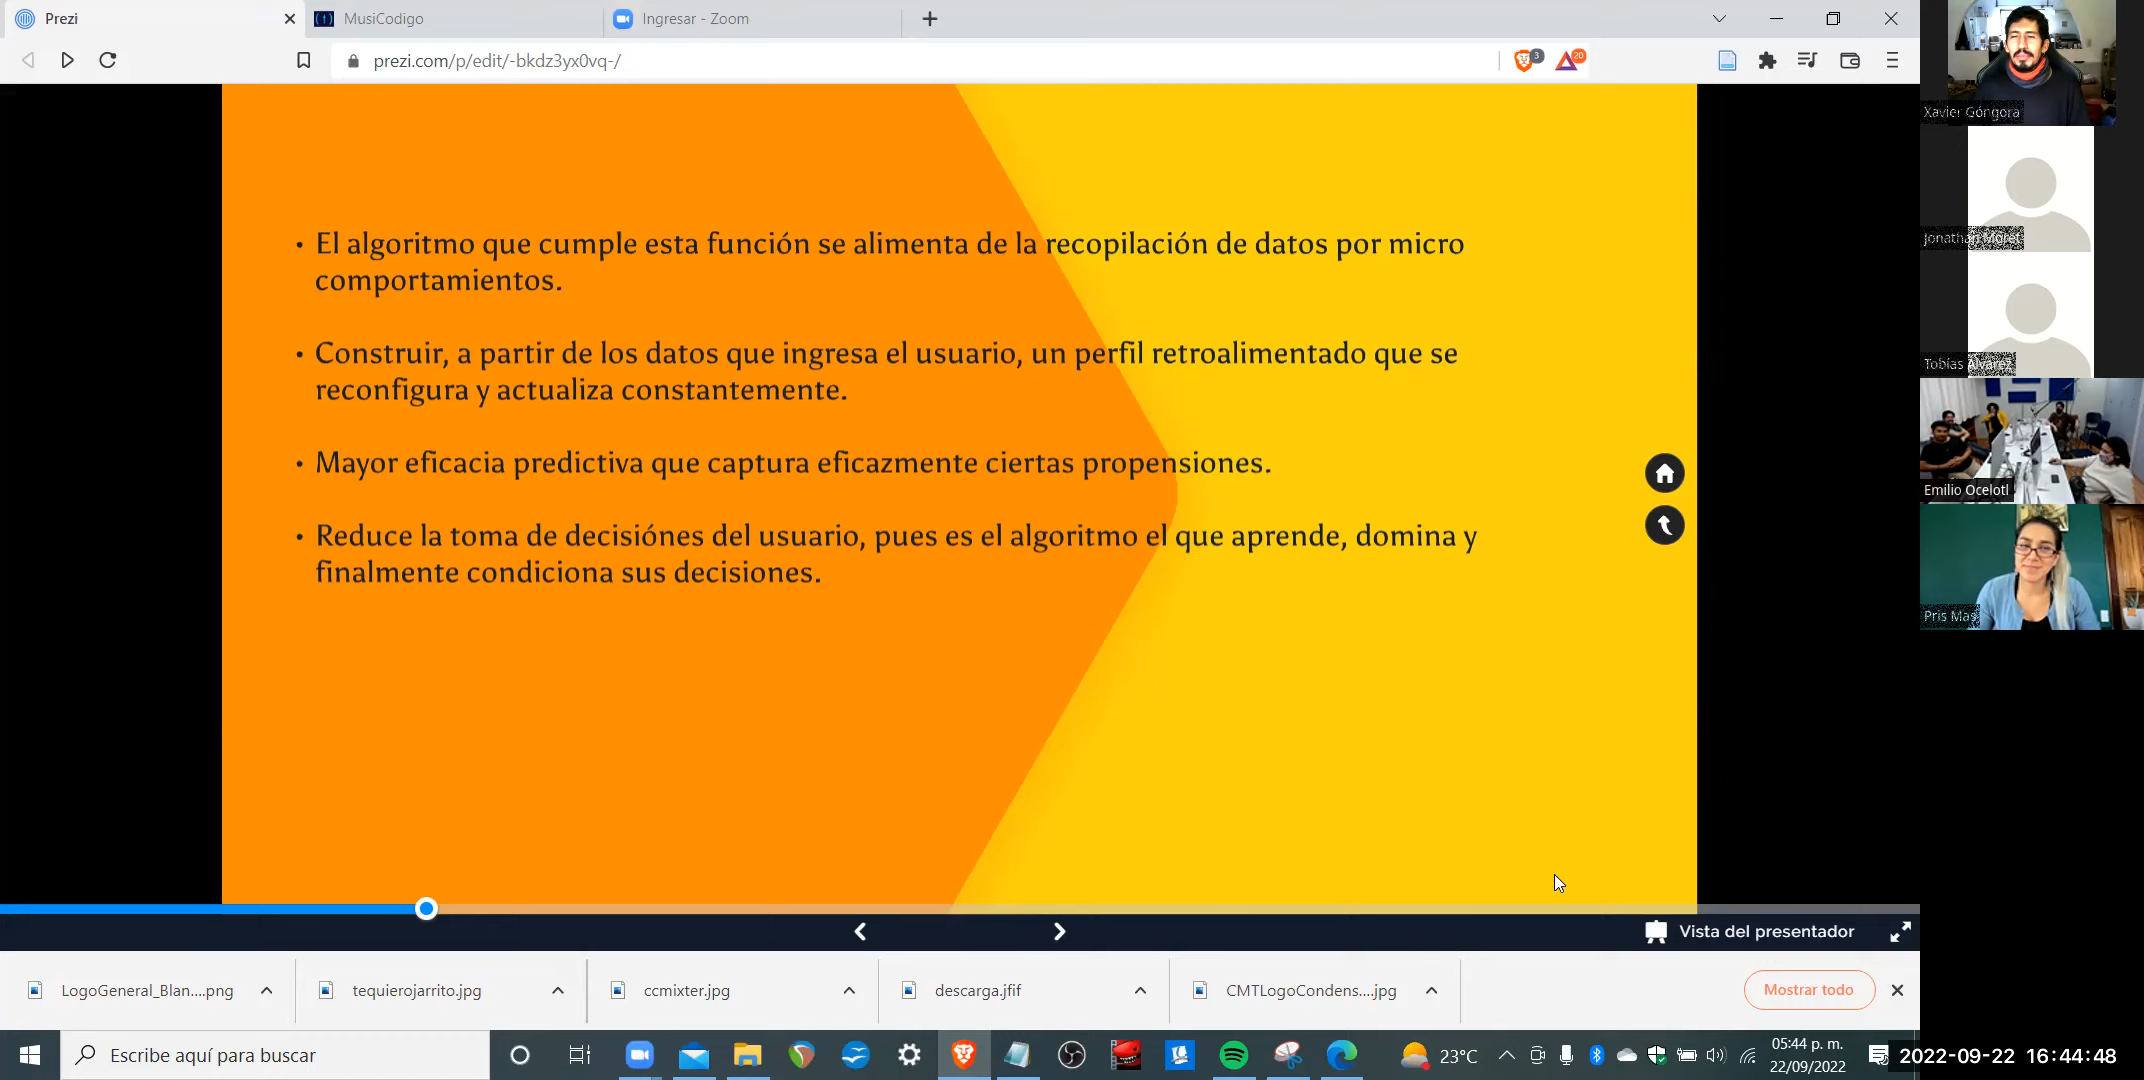 Prezi
MusiCodigo
Ingresar - Zoom
prezi.com/p/edit/-bkdz3yx0vq-/
3
20
• El algoritmo que cumple esta función se alimenta de la recopilación de datos por micro
comportamientos.
• Construir, a partir de los datos que ingresa el usuario, un perfil retroalimentado que se
reconfigura y actualiza constantemente.
• Mayor eficacia predictiva que captura eficazmente ciertas propensiones.
• Reduce la toma de decisiónes del usuario, pues es el algoritmo el que aprende, domina y
finalmente condiciona sus decisiones.
Xavier Góngora
Jonathan Moret
Tobías Álvarez
Emilio Ocelotl
Pris Mas
Vista del presentador
LogoGeneral_Blan....png
tequierojarrito.jpg
ccmixter.jpg
descarga.jfif
CMTLogoCondens....jpg
Mostrar todo
Escribe aquí para buscar
23°C
05:44 p. m.
22/09/2022
2022-09-22 16:44:48